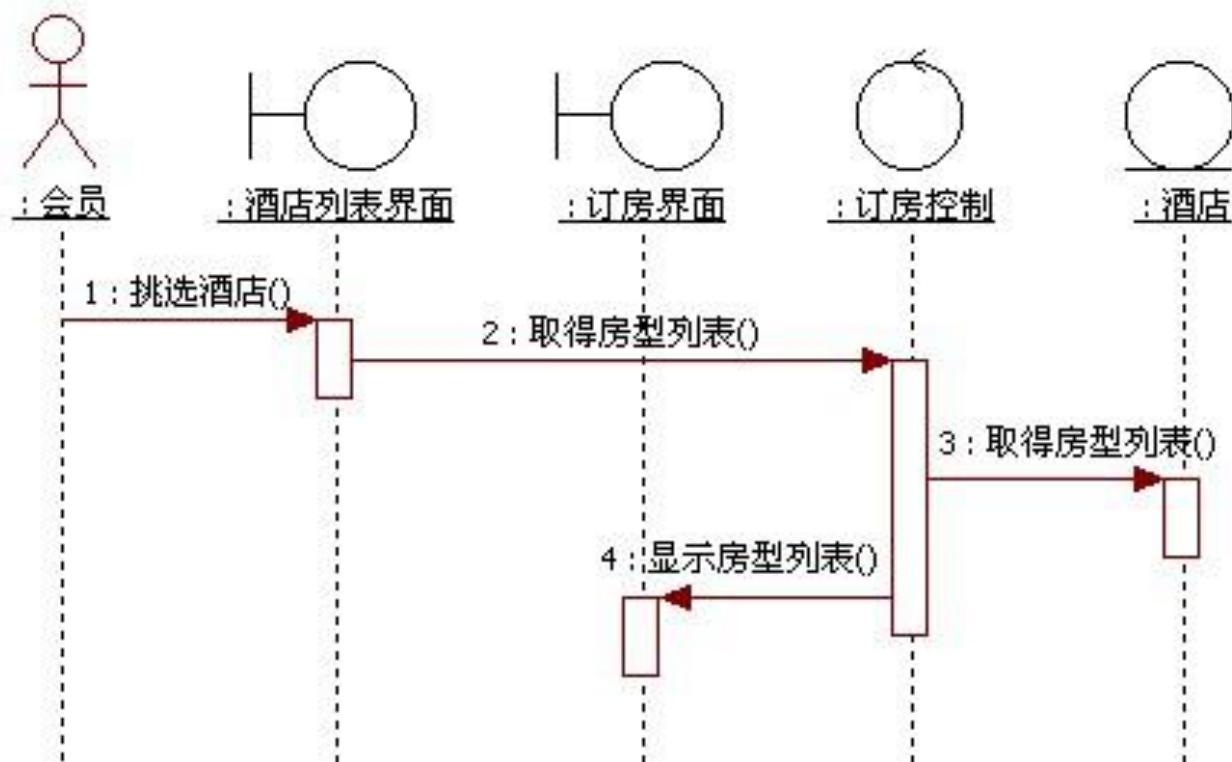 : 会员
: 酒店列表界面
: 订房界面
: 订房控制
: 酒店
1 : 挑选酒店()
2 : 取得房型列表()
3 : 取得房型列表()
4 : 显示房型列表()